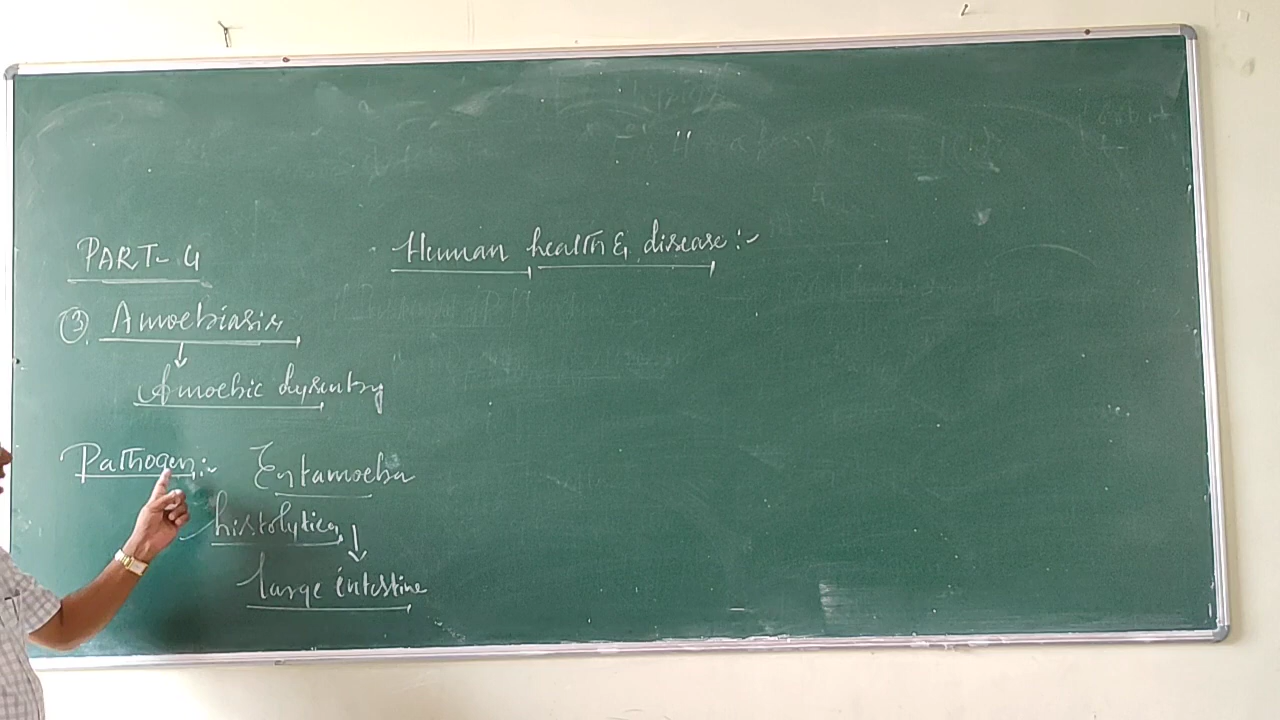 PART-4
Human health & disease:-
③. Amoebiasis
Amoebic dysentry
Pathogen:- Entamoeba
histolytica
large intestine